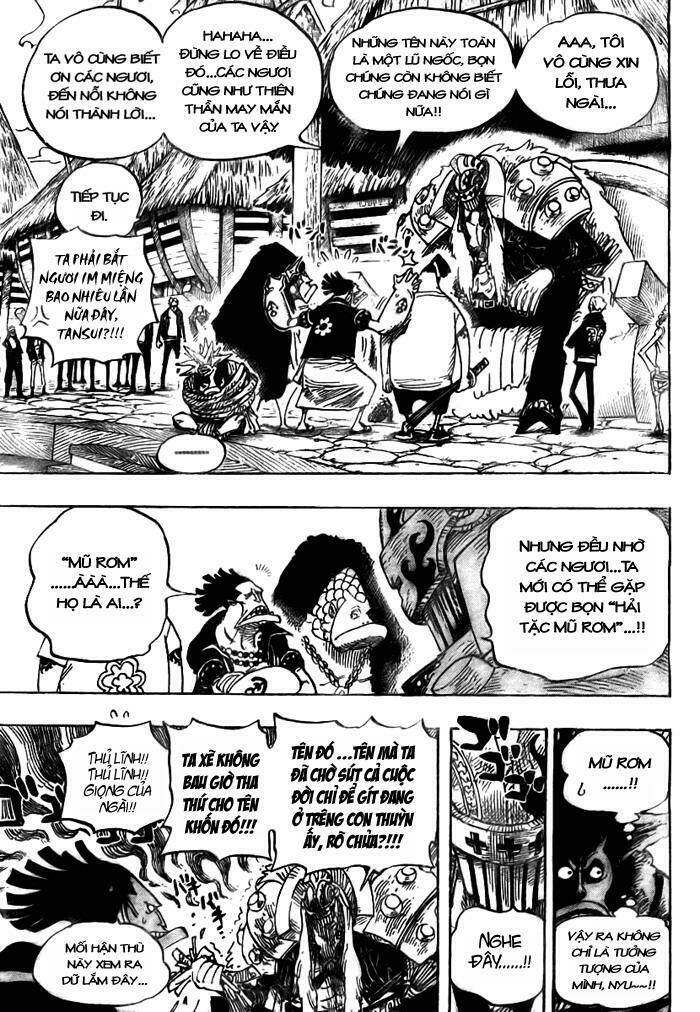 AAA, TÔI
VÔ CÙNG XIN
LỖI, THƯA
NGÀI...
NHỮNG TÊN NÀY TOÀN
LÀ MỘT LŨ NGỐC, BỌN
CHÚNG CÒN KHÔNG BIẾT
CHÚNG ĐANG NÓI GÌ
NỮA!!
HAHAHA...
ĐỪNG LO VỀ ĐIỀU
ĐÓ...CÁC NGƯƠI
CŨNG NHƯ THIÊN
THẦN MAY MẮN
CỦA TA VẬY
TA VÔ CÙNG BIẾT
ƠN CÁC NGƯƠI,
ĐẾN NỖI KHÔNG
NÓI THÀNH LỜI...
TIẾP TỤC
ĐI.
TA PHẢI BẮT
NGƯƠI IM MIỆNG
BAO NHIÊU LẦN
NỮA ĐÂY,
TANSUI?!!!
NHƯNG ĐỀU NHỜ
CÁC NGƯƠI...TA
MỚI CÓ THỂ GẶP
ĐƯỢC BỌN "HẢI
TẶC MŨ RƠM"...!!
"MŨ RƠM"
......ÀÀÀ...THẾ
HỌ LÀ AI...?
MŨ RƠM
......!!
VẬY RA KHÔNG
CHỈ LÀ TƯỞNG
TƯỢNG CỦA
MÌNH, NYU~~!!
NGHE
ĐÂY......!!
TÊN ĐÓ ...TÊN MÀ TA
ĐÃ CHỜ SÚT CẢ CUỘC
ĐỜI CHỈ ĐỂ GÍT ĐANG
Ở TRÊNG CON THUYN
ẤY, RÕ CHỬA?!!!
TA XẼ KHÔNG
BAU GIỜ THA
THỨ CHO TÊN
KHỐN ĐÓ!!!
THỦ LĨNH!!
THỦ LĨNH!!
GIỌNG CỦA
NGÀI!!
MỐI HẬN THÙ
NÀY XEM RA
DỮ LẮM ĐÂY...